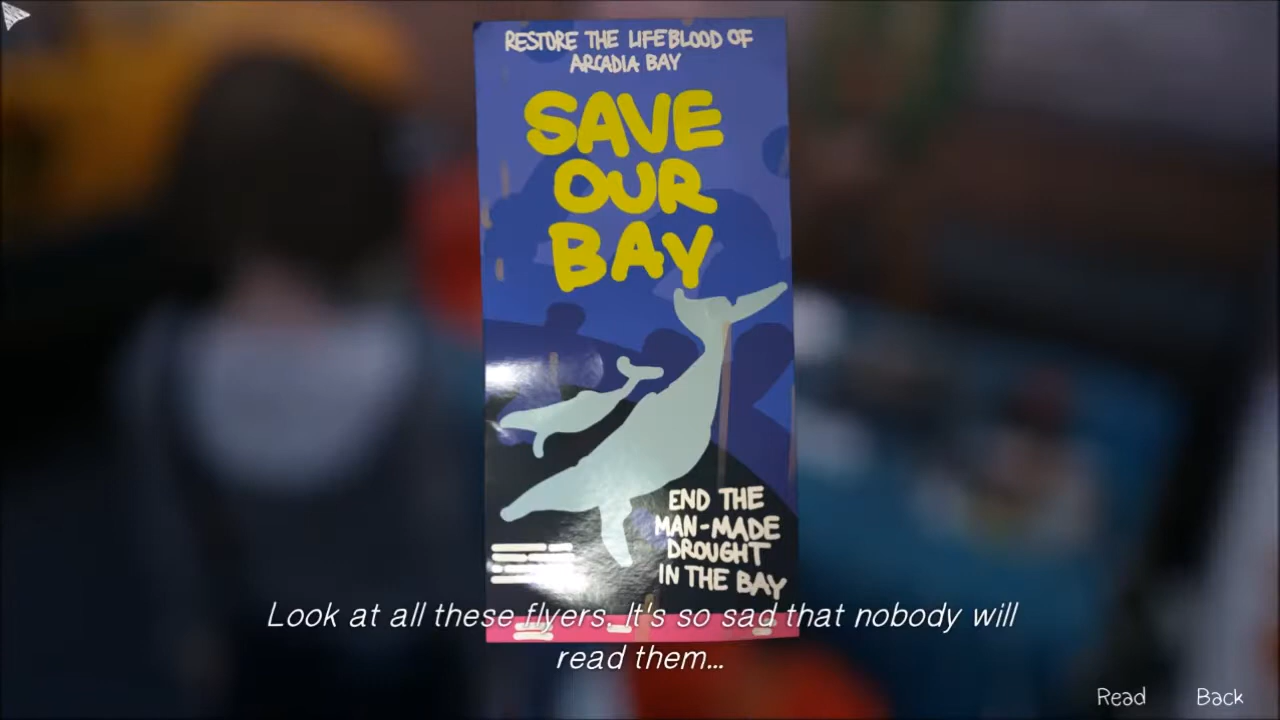 RESTORE THE LIFEBLOOD OF
ARCADIA BAY
SAVE
OUR
BAY
END THE
MAN-MADE
DROUGHT
IN THE BAY
Look at all these flyers. It's so sad that nobody will
read them...
Read Back